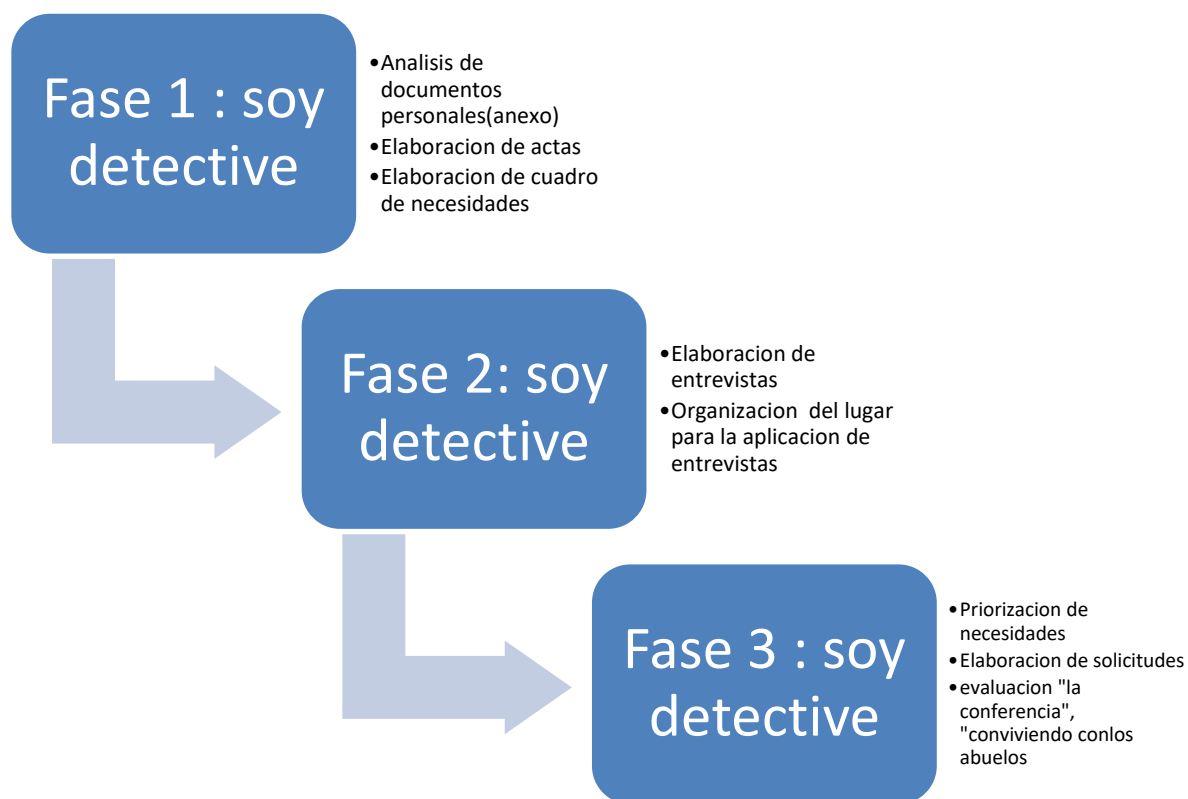 Fase 1 : soy
detective
•Analisis de
documentos
personales(anexo)
•Elaboracion de actas
•Elaboracion de cuadro
de necesidades
Fase 2: soy
detective
•Elaboracion de
entrevistas
•Organizacion  del lugar
para la aplicacion de
entrevistas
Fase 3 : soy
detective
•Priorizacion de
necesidades
•Elaboracion de solicitudes
•evaluacion "la
conferencia",
"conviviendo conlos
abuelos